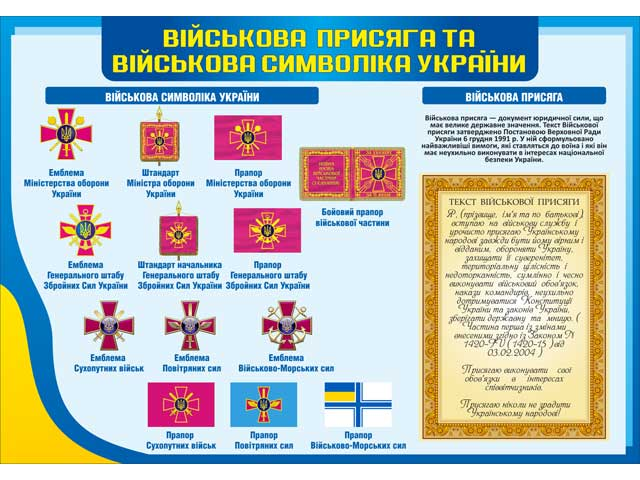 ВІЙСЬКОВА ПРИСЯГА ТА
ВІЙСЬКОВА СИМВОЛІКА УКРАЇНИ
ВІЙСЬКОВА СИМВОЛІКА УКРАЇНИ
Емблема
Міністерства оборони
України
Штандарт
Міністра оборони
України
Прапор
Міністерства оборони
України
Бойовий прапор
військової частини
Емблема
Генерального штабу
Збройних Сил України
Штандарт начальника
Генерального штабу
Збройних Сил України
Прапор
Генерального штабу
Збройних Сил України
Емблема
Сухопутних військ
Емблема
Повітряних сил
Емблема
Військово-Морських сил
Прапор
Сухопутних військ
Прапор
Повітряних сил
Прапор
Військово-Морських сил
ВІЙСЬКОВА ПРИСЯГА
Військова присяга — документ юридичної сили, що
має велике державне значення. Текст Військової
присяги затверджено Постановою Верховної Ради
України 6 грудня 1991 р. У ній сформульовано
найважливіші вимоги, які ставляться до воїна і які він
має неухильно виконувати в інтересах національної
безпеки України.
ТЕКСТ ВІЙСЬКОВОЇ ПРИСЯГИ
Я, (прізвище, ім'я та по батькові)
вступаю на військову службу і
урочисто присягаю Українському
народові завжди бути йому вірним і
відданим, обороняти Україну,
захищати її суверенітет,
територіальну цілісність і
недоторканність, сумлінно і чесно
виконувати військовий обов'язок,
накази командирів, неухильно
дотримуватися Конституції
України та законів України,
зберігати державну та
(
Частина перша із змінами
внесеними згідно із Законом N
1420-IV ( 1420-15 ) від
03.02.2004 )
Присягаю виконувати свої
обов'язки в інтересах
співвітчизників.
Присягаю ніколи не зрадити
Українському народові!